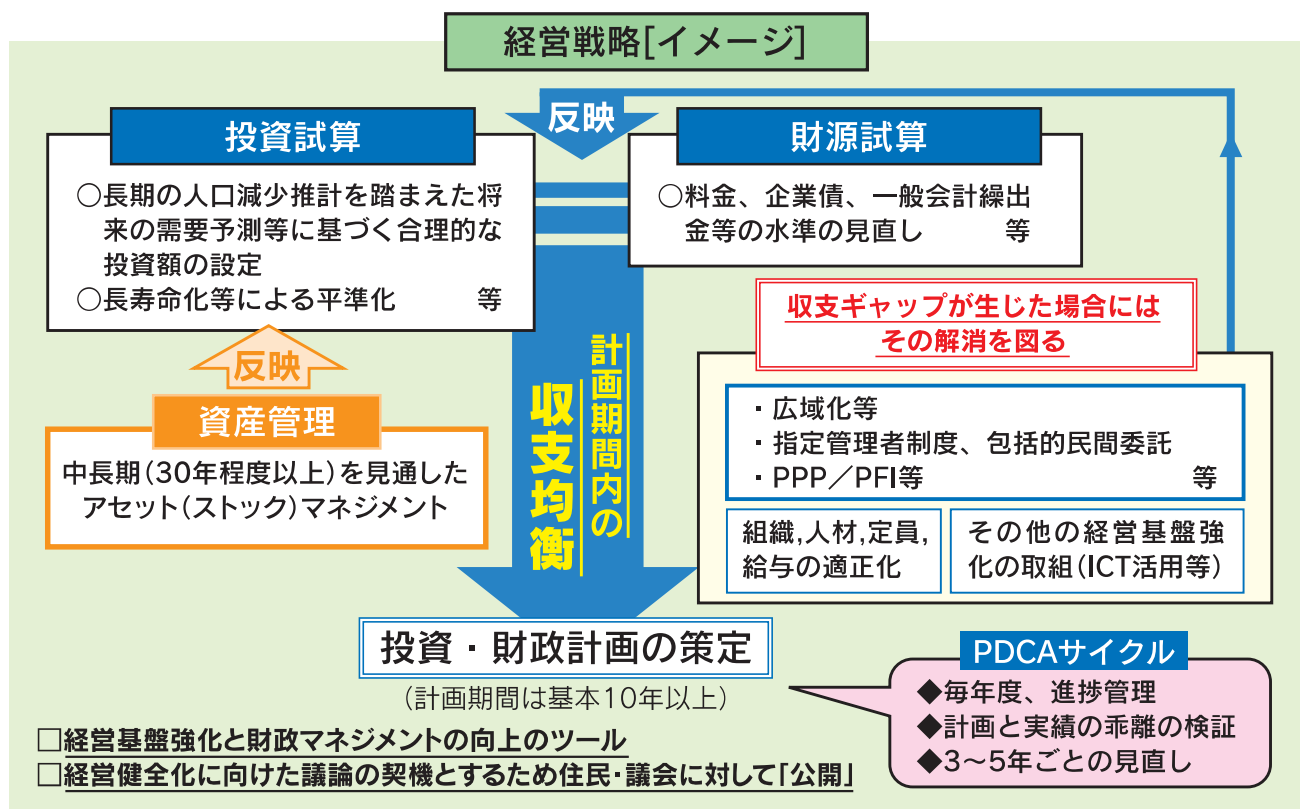 経営戦略[イメージ]
反映
投資試算
○長期の人口減少推計を踏まえた将
来の需要予測等に基づく合理的な
投資額の設定
○長寿命化等による平準化 等
財源試算
○料金、企業債、一般会計繰出
金等の水準の見直し 等
反映
資産管理
中長期(30年程度以上)を見通した
アセット(ストック)マネジメント
計画期間内の
収支均衡
収支ギャップが生じた場合には
その解消を図る
・広域化等
・指定管理者制度、包括的民間委託
・PPP/PFI等 等
組織,人材,定員,
給与の適正化
その他の経営基盤強
化の取組(ICT活用等)
投資・財政計画の策定
(計画期間は基本10年以上)
PDCAサイクル
◆毎年度、進捗管理
◆計画と実績の乖離の検証
◆3〜5年ごとの見直し
□経営基盤強化と財政マネジメントの向上のツール
□経営健全化に向けた議論の契機とするため住民・議会に対して「公開」